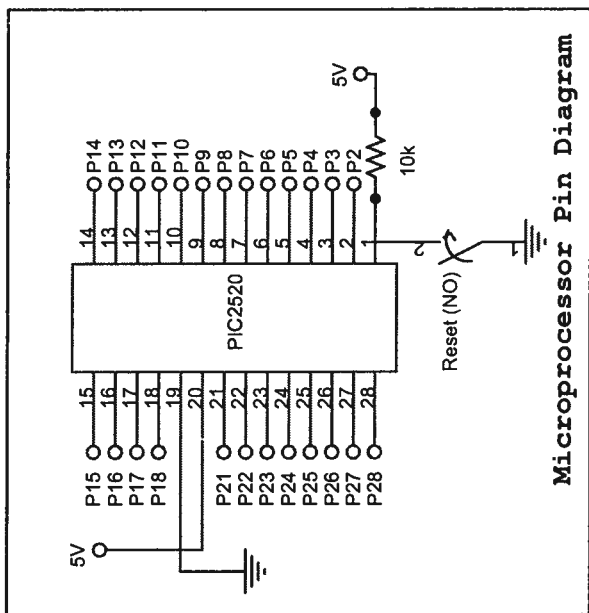 5V
P15 15 14 P14
P16 16 13 P13
P17 17 12 P12
P18 18 11 P11
19 10 P10
20 9 P9
P21 21 8 P8
PIC2520
P22 22 7 P7
P23 23 6 P6
P24 24 5 P5
P25 25 4 P4
P26 26 3 P3
P27 27 2 P2
P28 28 1
5V
10k
2
Reset (NO)
1
Microprocessor Pin Diagram